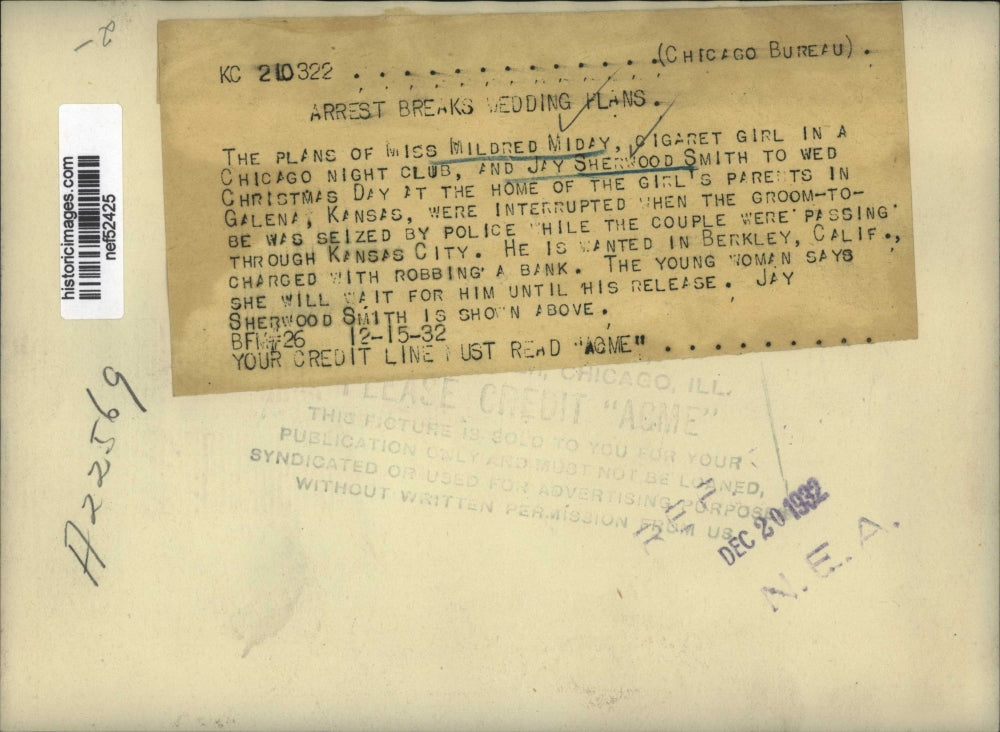 KC 210322 . . . . . . . . . . . . . (CHICAGO BUREAU) .
ARREST BREAKS WEDDING PLANS.
THE PLANS OF MISS MILDRED MIDAY, CIGARET GIRL IN A
CHICAGO NIGHT CLUB, AND JAY SHERWOOD SMITH TO WED
CHRISTMAS DAY AT THE HOME OF THE GIRL'S PARENTS IN
GALENA, KANSAS, WERE INTERRUPTED WHEN THE GROOM-TO-
BE WAS SEIZED BY POLICE WHILE THE COUPLE WERE PASSING
THROUGH KANSAS CITY. HE IS WANTED IN BERKLEY, CALIF.,
CHARGED WITH ROBBING A BANK. THE YOUNG WOMAN SAYS
SHE WILL WAIT FOR HIM UNTIL HIS RELEASE. JAY
SHERWOOD SMITH IS SHOWN ABOVE.
12-15-32
YOUR CREDIT LINE MUST READ "ACME" . . . . . . . . .
historicimages.com
nef52425
H22569
CHICAGO, ILL.
PLEASE CREDIT "ACME"
THIS PICTURE IS SOLD TO YOU FOR YOUR
PUBLICATION ONLY AND MUST NOT BE LOANED,
SYNDICATED OR USED FOR ADVERTISING PURPOSES
WITHOUT WRITTEN PERMISSION FROM US.
DEC 20 1932
N. E. A.